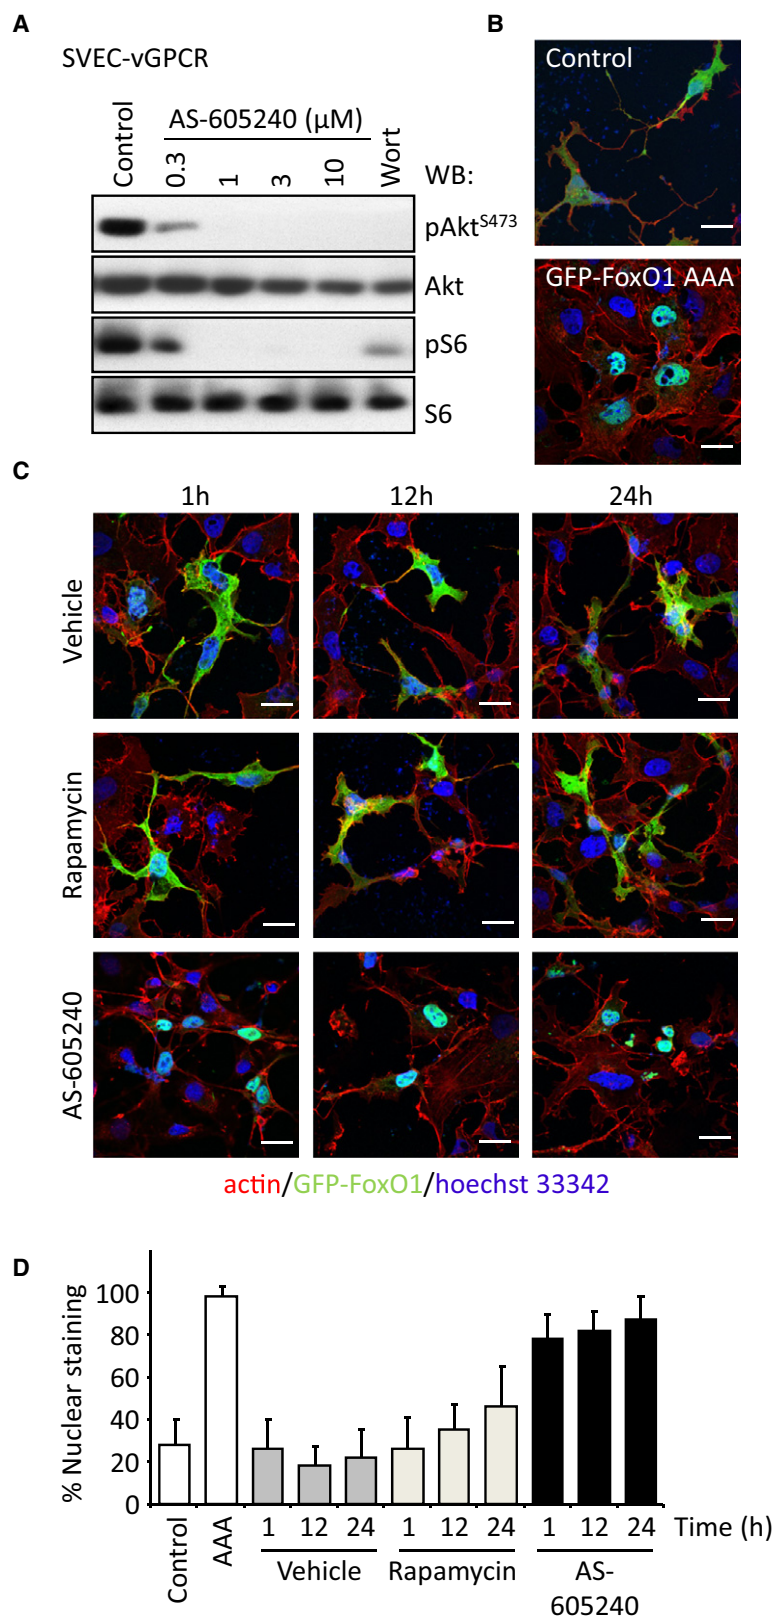 A
SVEC-vGPCR
Control
AS-605240 (µM)
0.3
1
3
10
Wort
WB:
pAktS473
Akt
pS6
S6
B
Control
GFP-FoxO1 AAA
C
1h
12h
24h
Vehicle
Rapamycin
AS-605240
actin/GFP-FoxO1/hoechst 33342
D
% Nuclear staining
100
80
60
40
20
0
Control
AAA
1 12 24 1 12 24 1 12 24 Time (h)
Vehicle Rapamycin AS-
605240